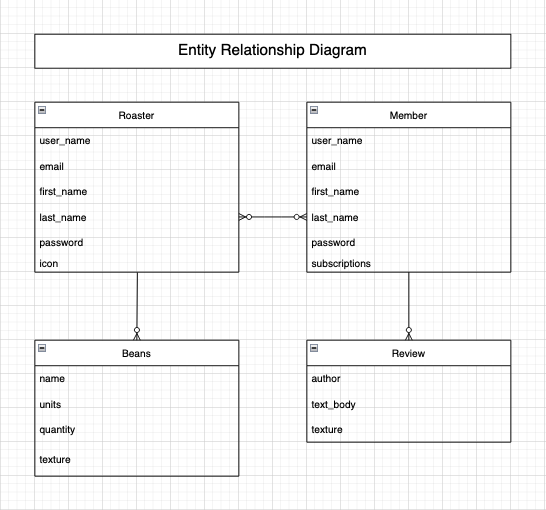 Entity Relationship Diagram
Roaster
user_name
email
first_name
last_name
password
icon
Member
user_name
email
first_name
last_name
password
subscriptions
Beans
name
units
quantity
texture
Review
author
text_body
texture